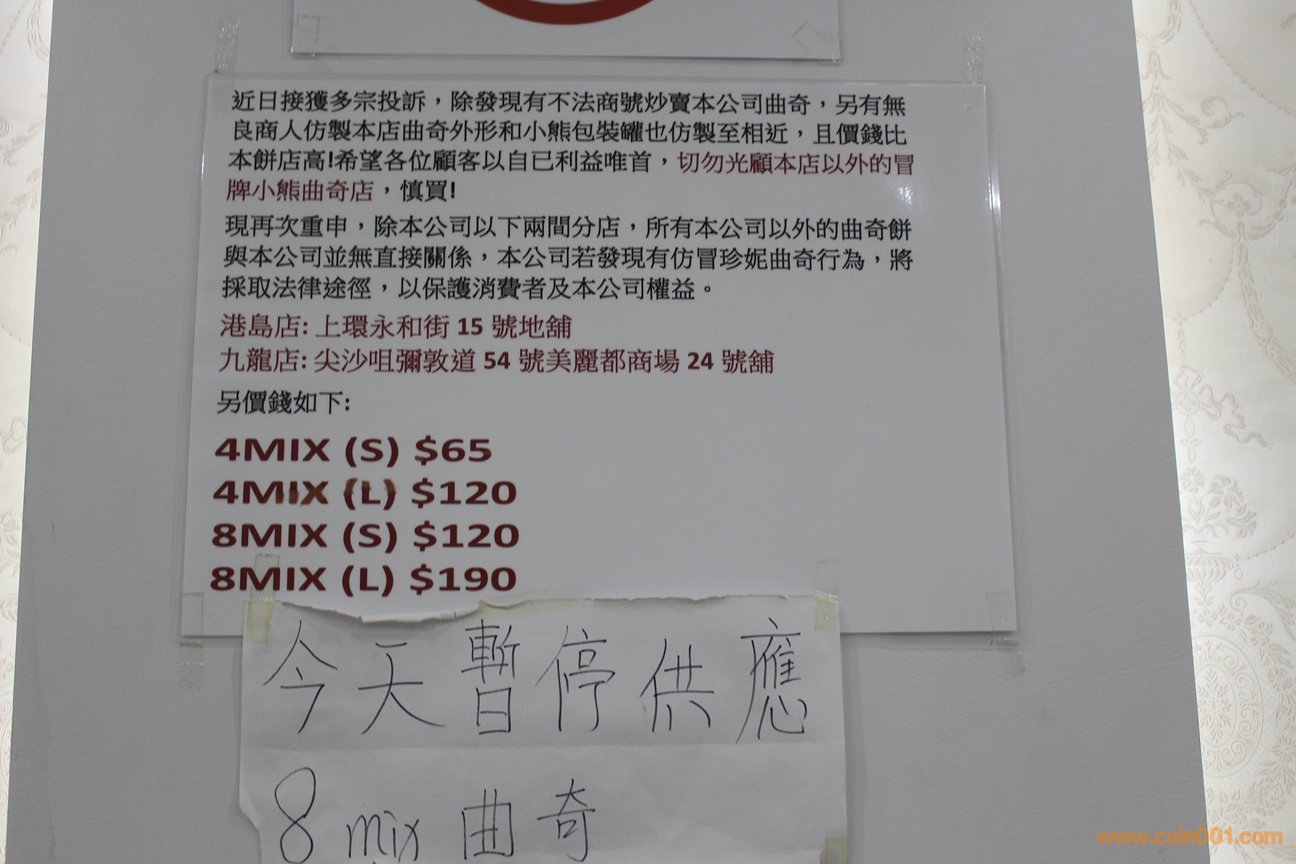 近日接獲多宗投訴，除發現有不法商號炒賣本公司曲奇，另有無
良商人仿製本店曲奇外形和小熊包裝罐也仿製至相近，且價錢比
本餅店高!希望各位顧客以自已利益唯首，切勿光顧本店以外的冒
牌小熊曲奇店，慎買!
現再次重申，除本公司以下兩間分店，所有本公司以外的曲奇餅
與本公司並無直接關係，本公司若發現有仿冒珍妮曲奇行為，將
採取法律途徑，以保護消費者及本公司權益。
港島店: 上環永和街 15 號地舖
九龍店: 尖沙咀彌敦道 54 號美麗都商場 24 號舖
另價錢如下:
4MIX (S) $65
4MIX (L) $120
8MIX (S) $120
8MIX (L) $190
今天暫停供應
8 mix 曲奇
www.coin001.com